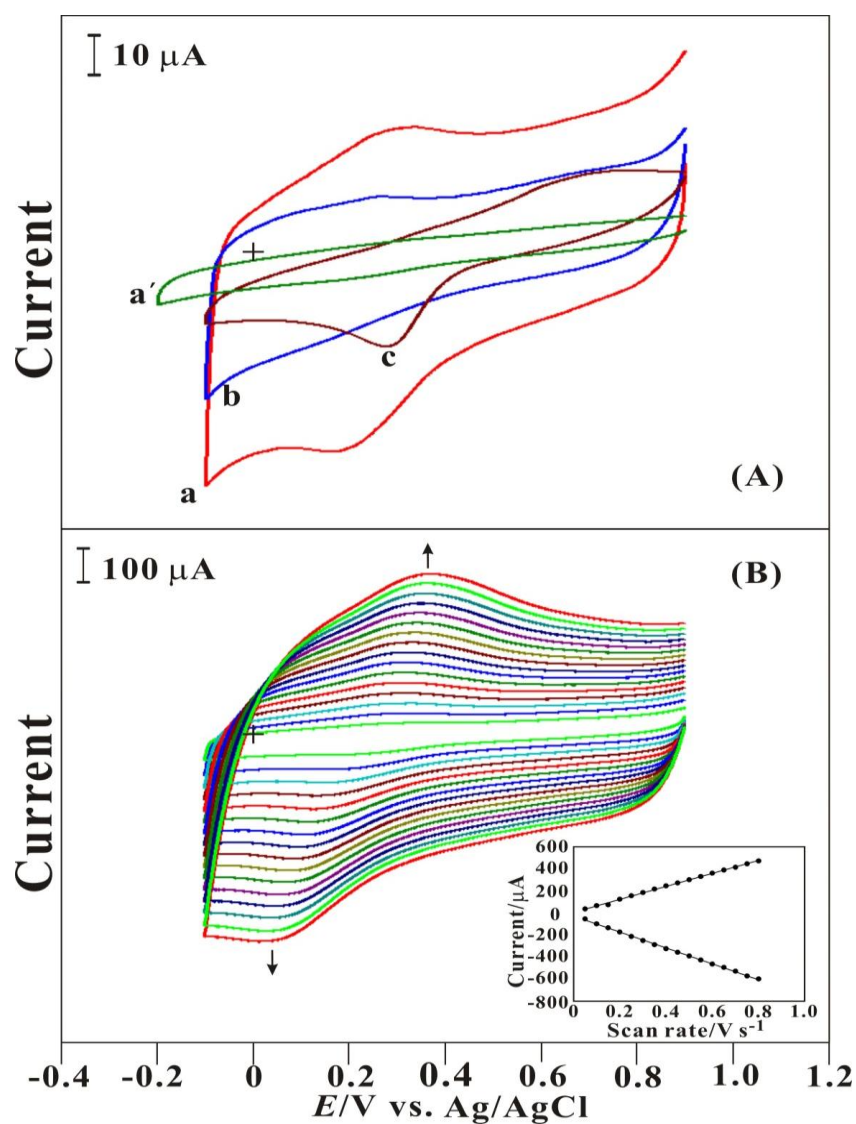 10 μA
Current
a´
c
b
a
(A)
100 μA
(B)
Current
600
400
200
0
-200
-400
-600
-800
Current/μA
0 0.2 0.4 0.6 0.8 1.0
Scan rate/V s-1
-0.4 -0.2 0 0.2 0.4 0.6 0.8 1.0 1.2
E/V vs. Ag/AgCl